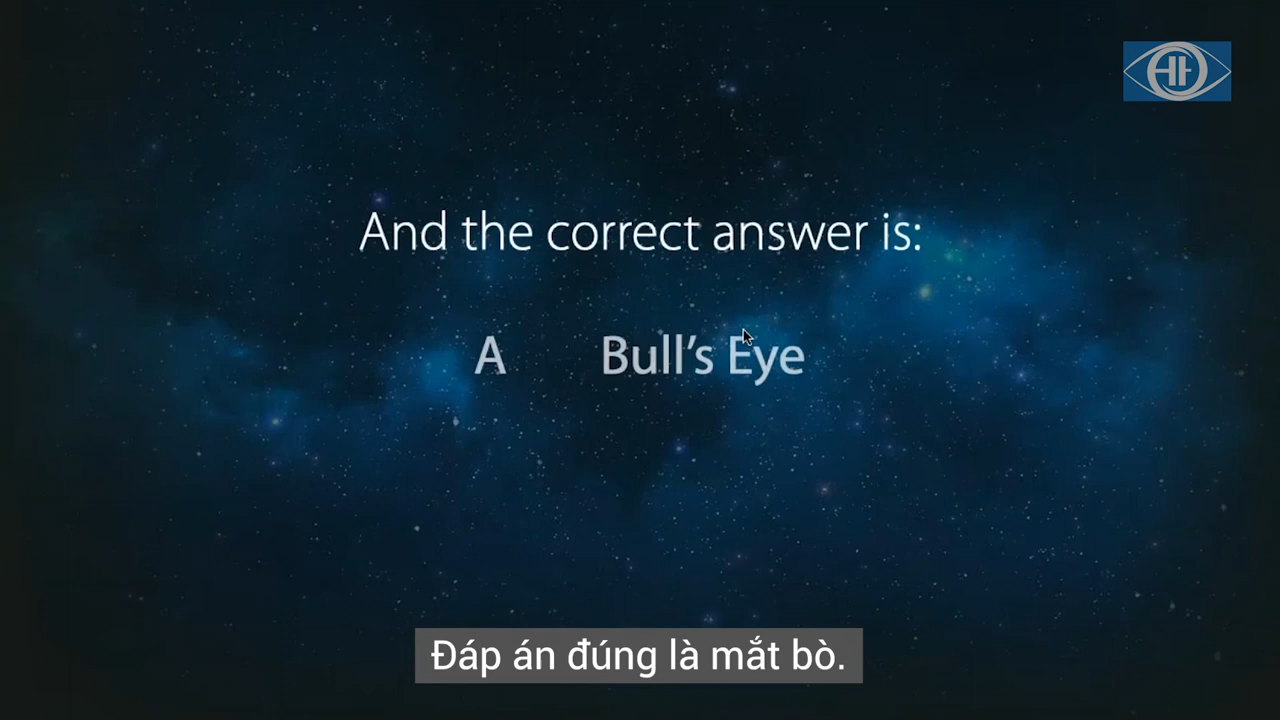 And the correct answer is:
A Bull's Eye
Đáp án đúng là mắt bò.